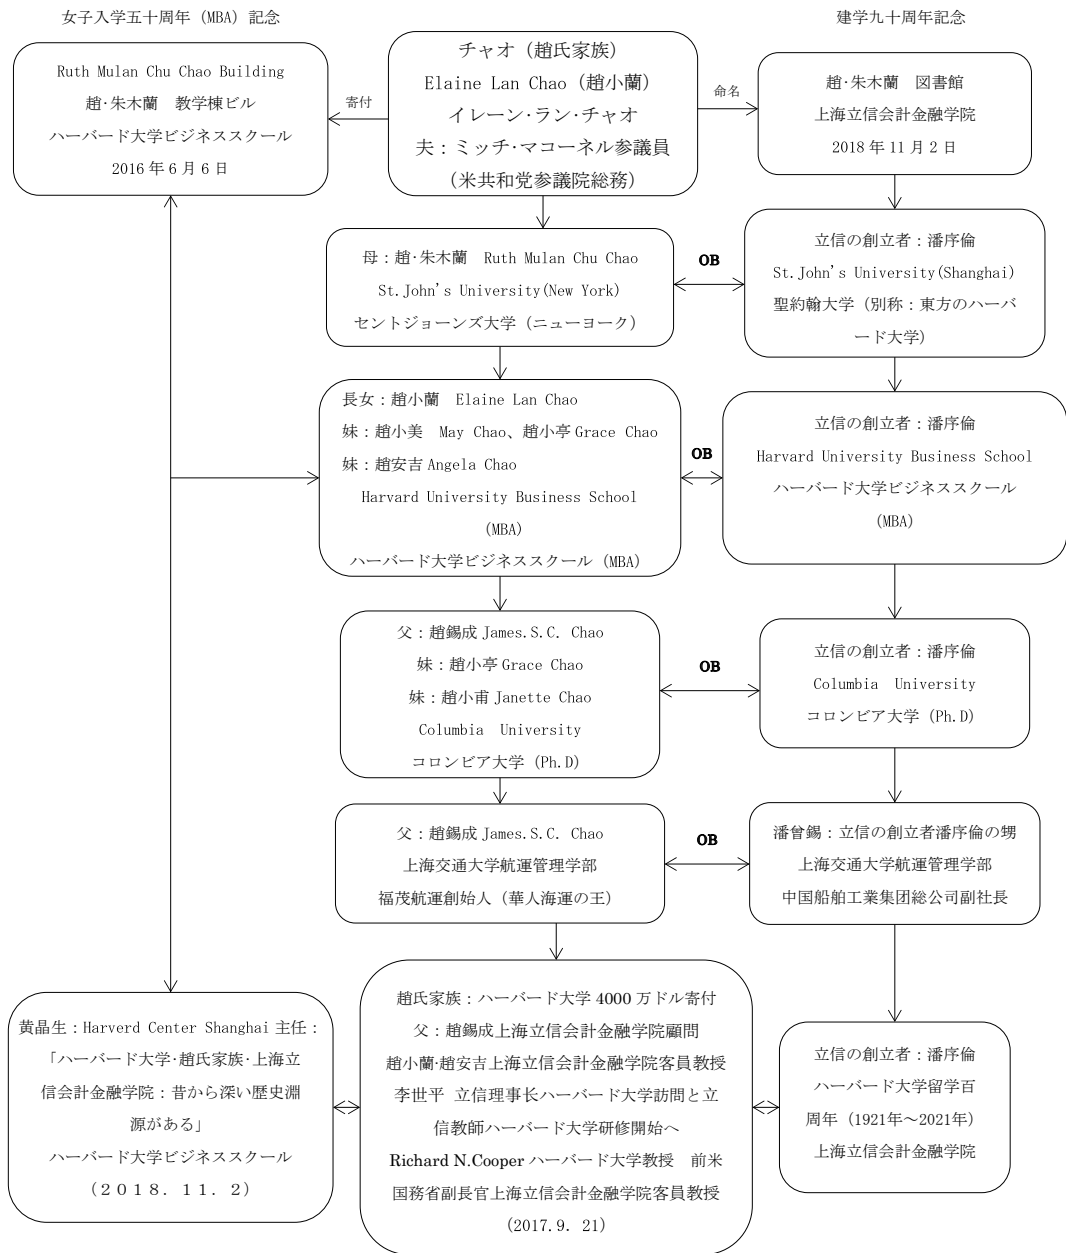 女子入学五十周年（MBA）記念
建学九十周年記念
Ruth Mulan Chu Chao Building
趙·朱木蘭　教学棟ビル
ハーバード大学ビジネススクール
2016 年 6 月 6 日
寄付
チャオ（趙氏家族）
Elaine Lan Chao（趙小蘭）
イレーン·ラン·チャオ
夫：ミッチ·マコーネル参議員
（米共和党参議院総務）
命名
趙·朱木蘭　図書館
上海立信会計金融学院
2018 年 11 月 2 日
母：趙·朱木蘭　Ruth Mulan Chu Chao
St.John's University(New York)
セントジョーンズ大学（ニューヨーク）
OB
立信の創立者：潘序倫
St.John's University(Shanghai)
聖約翰大学（別称：東方のハーバ
ード大学）
長女：趙小蘭　Elaine Lan Chao
妹：趙小美　May Chao、趙小亭 Grace Chao
妹：趙安吉 Angela Chao
Harvard University Business School
(MBA)
ハーバード大学ビジネススクール（MBA）
OB
立信の創立者：潘序倫
Harvard University Business School
ハーバード大学ビジネススクール
(MBA)
父：趙錫成 James.S.C. Chao
妹：趙小亭 Grace Chao
妹：趙小甫 Janette Chao
Columbia　University
コロンビア大学（Ph.D）
OB
立信の創立者：潘序倫
Columbia　University
コロンビア大学（Ph.D）
父：趙錫成 James.S.C. Chao
上海交通大学航運管理学部
福茂航運創始人（華人海運の王）
OB
潘曾錫：立信の創立者潘序倫の甥
上海交通大学航運管理学部
中国船舶工業集団総公司副社長
黄晶生：Harverd Center Shanghai 主任：
「ハーバード大学·趙氏家族·上海立
信会計金融学院：昔から深い歴史淵
源がある」
ハーバード大学ビジネススクール
（２０１８．１１．２）
趙氏家族：ハーバード大学 4000 万ドル寄付
父：趙錫成上海立信会計金融学院顧問
趙小蘭·趙安吉上海立信会計金融学院客員教授
李世平 立信理事长ハーバード大学訪問と立
信教師ハーバード大学研修開始へ
Richard N.Cooper ハーバード大学教授　前米
国務省副長官上海立信会計金融学院客員教授
(2017.9. 21)
立信の創立者：潘序倫
ハーバード大学留学百
周年（1921年～2021年）
上海立信会計金融学院